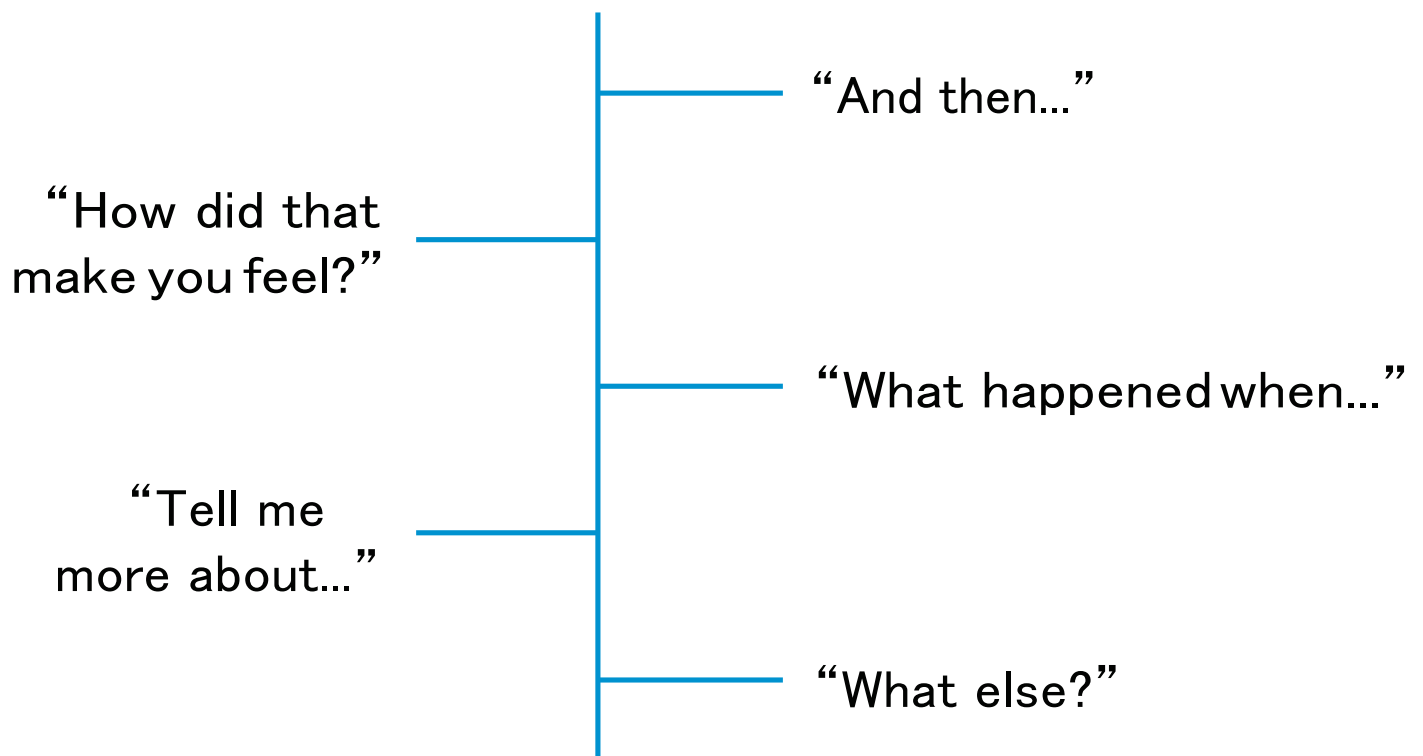 “And then...”
“How did that
make you feel?”
“What happened when...”
“Tell me
more about...”
“What else?”